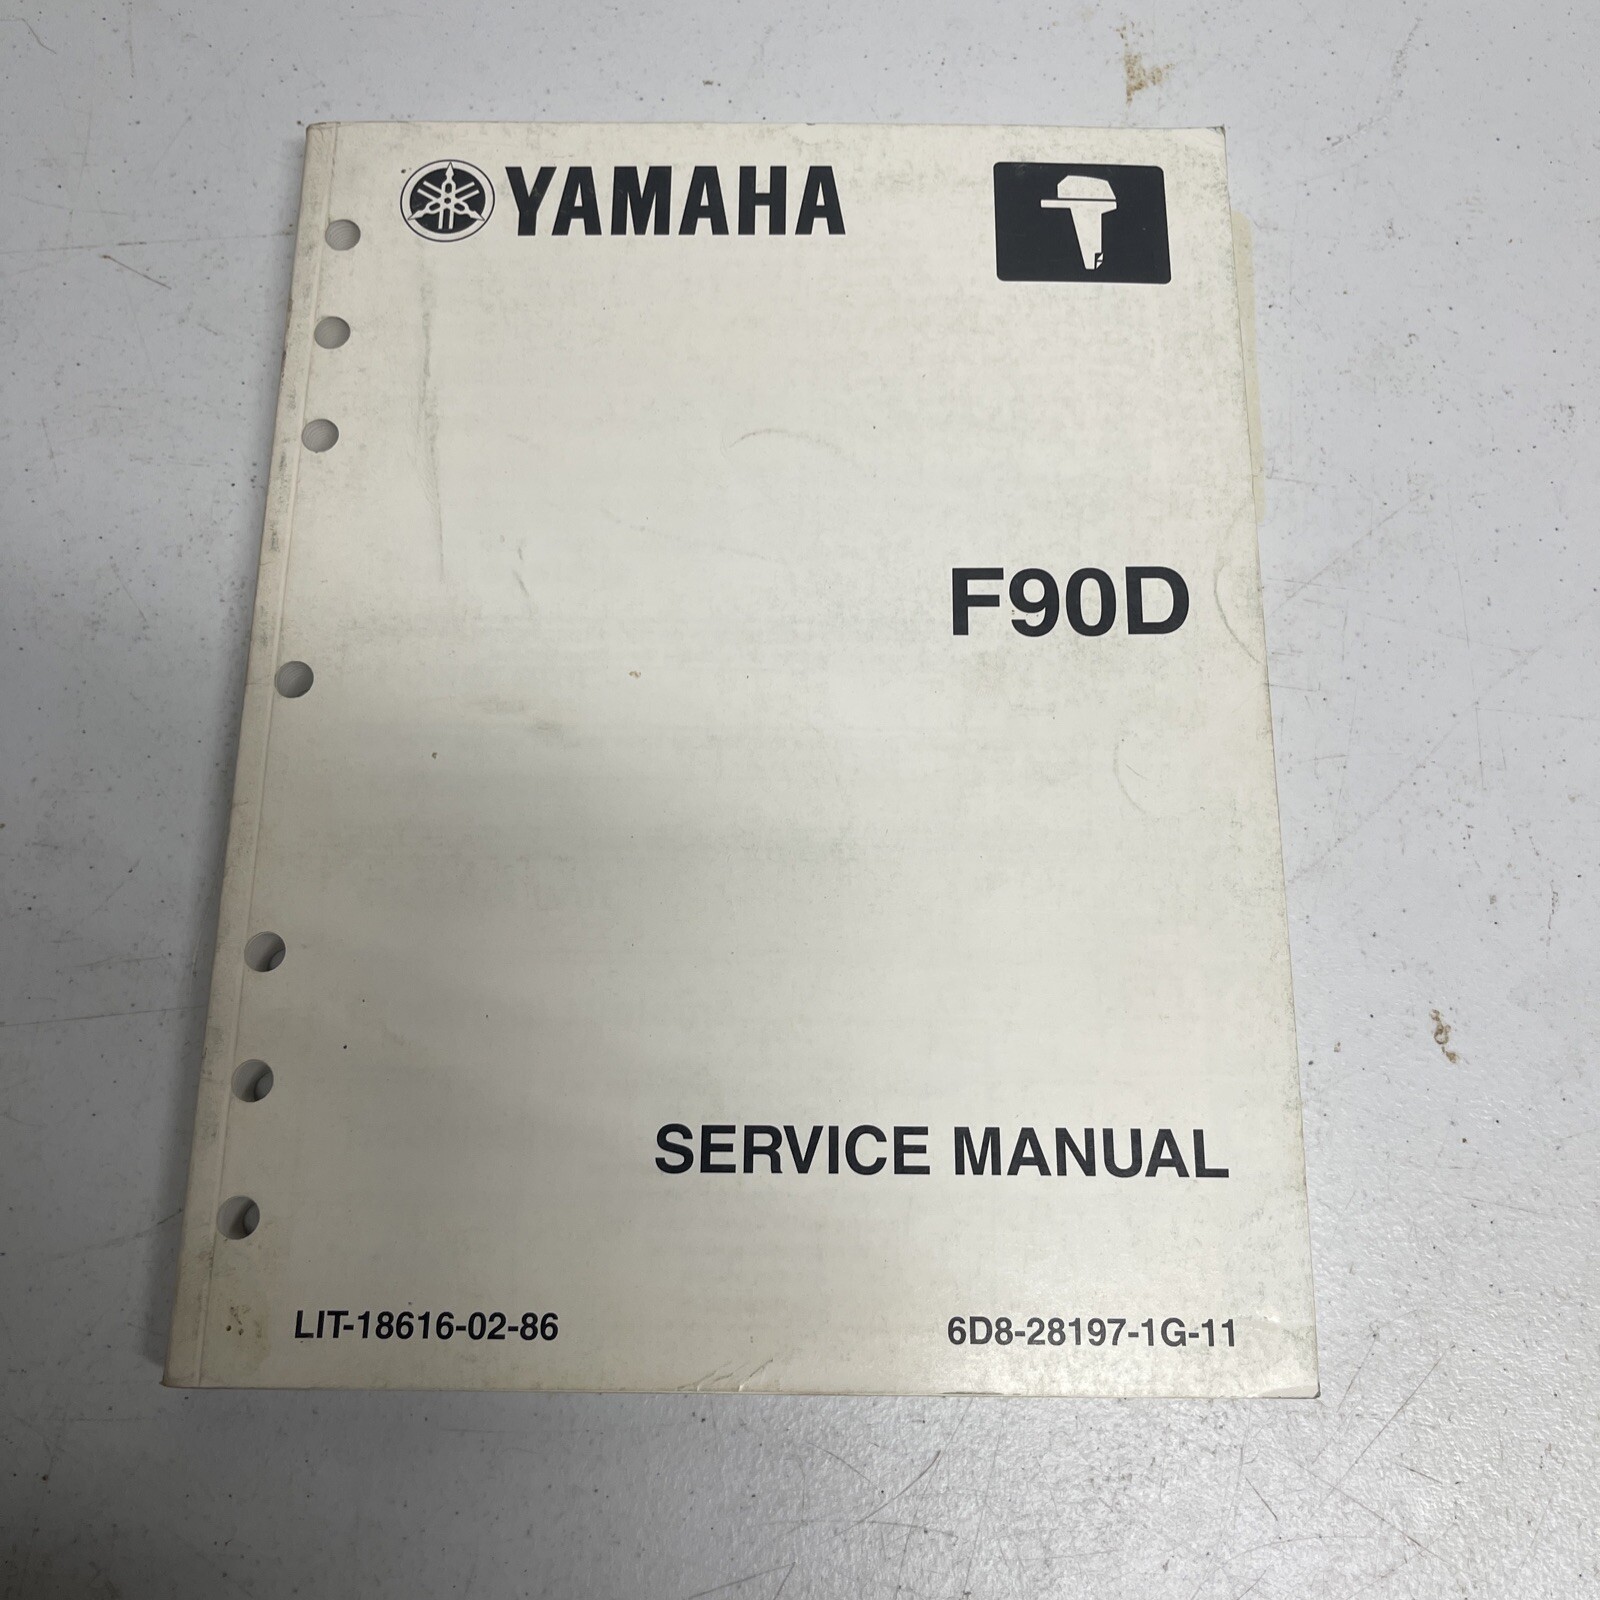 YAMAHA
F90D
SERVICE MANUAL
LIT-18616-02-86
6D8-28197-1G-11